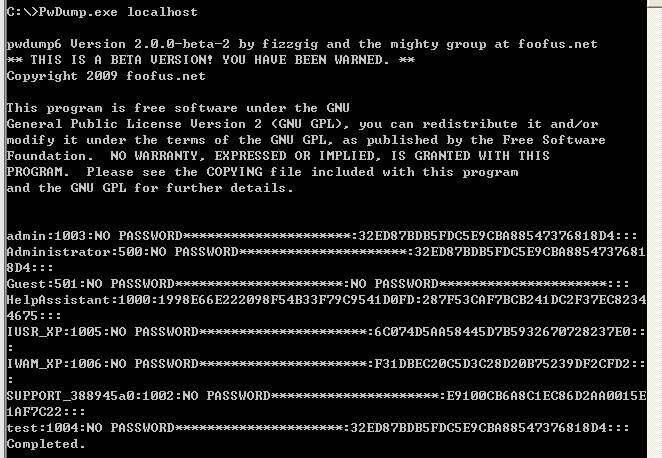 C:\>PwDump.exe localhost
pwdump6 Version 2.0.0-beta-2 by fizzgig and the mighty group at foofus.net
** THIS IS A BETA VERSION! YOU HAVE BEEN WARNED. **
Copyright 2009 foofus.net
This program is free software under the GNU
General Public License Version 2 (GNU GPL), you can redistribute it and/or
modify it under the terms of the GNU GPL, as published by the Free Software
Foundation.  NO WARRANTY, EXPRESSED OR IMPLIED, IS GRANTED WITH THIS
PROGRAM.  Please see the COPYING file included with this program
and the GNU GPL for further details.
admin:1003:NO PASSWORD*********************:32ED87BDB5FDC5E9CBA88547376818D4:::
Administrator:500:NO PASSWORD*********************:32ED87BDB5FDC5E9CBA8854737681
8D4:::
Guest:501:NO PASSWORD*********************:NO PASSWORD*********************:::
HelpAssistant:1000:1998E66E222098F54B33F79C9541D0FD:287F53CAF7BCB241DC2F37EC8234
4675:::
IUSR_XP:1005:NO PASSWORD*********************:6C074D5AA58445D7B5932670728237E0::
:
IWAM_XP:1006:NO PASSWORD*********************:F31DBEC20C5D3C28D20B75239DF2CFD2::
:
SUPPORT_388945a0:1002:NO PASSWORD*********************:E9100CB6A8C1EC86D2AA0015E
1AF7C22:::
test:1004:NO PASSWORD*********************:32ED87BDB5FDC5E9CBA88547376818D4:::
Completed.